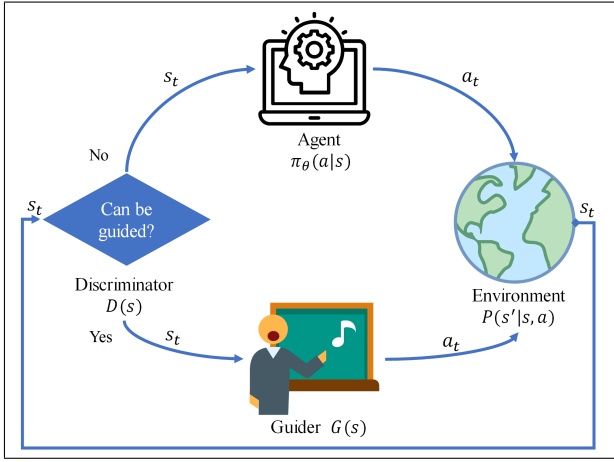 s_t
a_t
Agent
π_θ(a|s)
No
s_t
Can be
guided?
s_t
Discriminator
D(s)
Environment
P(s′|s,a)
Yes
s_t
a_t
Guider G(s)